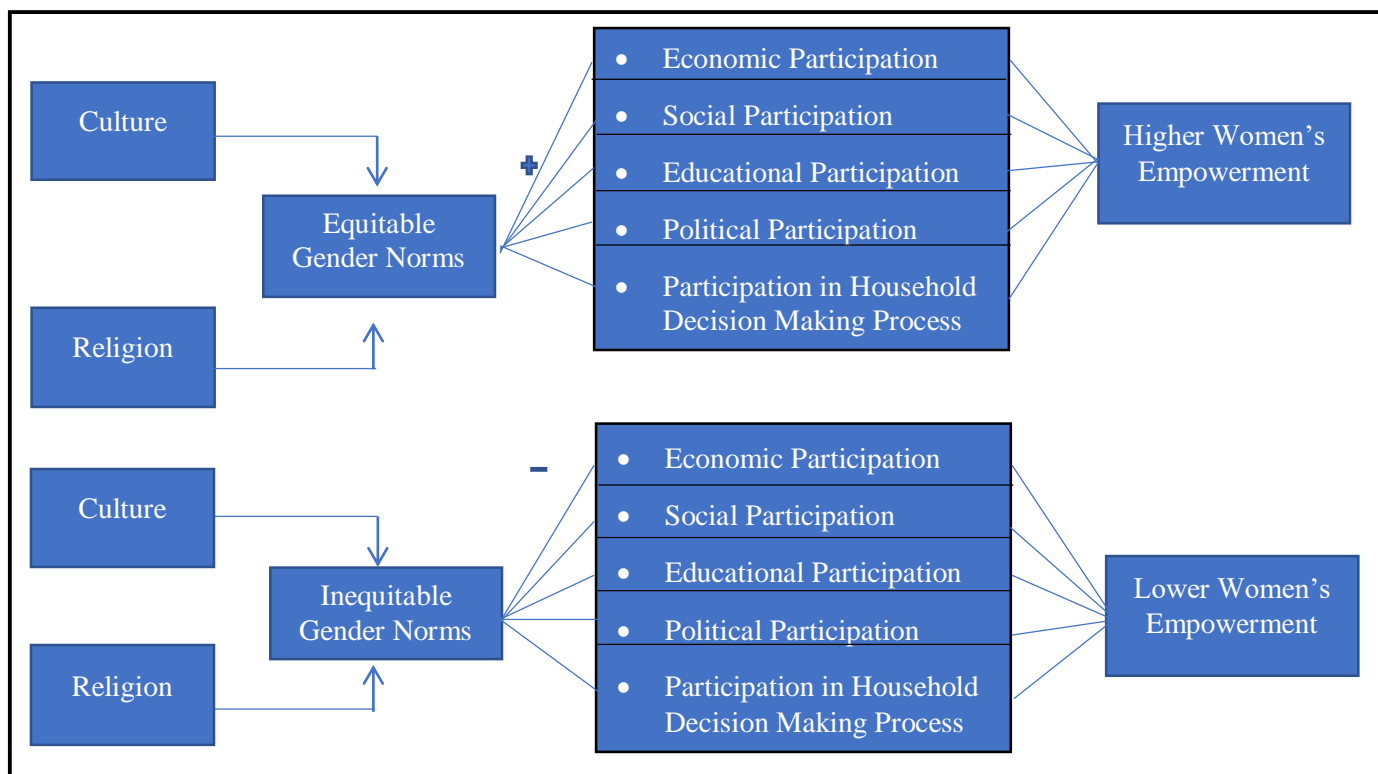 Culture
Religion
Equitable
Gender Norms
+
• Economic Participation
• Social Participation
• Educational Participation
• Political Participation
• Participation in Household
Decision Making Process
Higher Women’s
Empowerment
Culture
Religion
Inequitable
Gender Norms
–
• Economic Participation
• Social Participation
• Educational Participation
• Political Participation
• Participation in Household
Decision Making Process
Lower Women’s
Empowerment